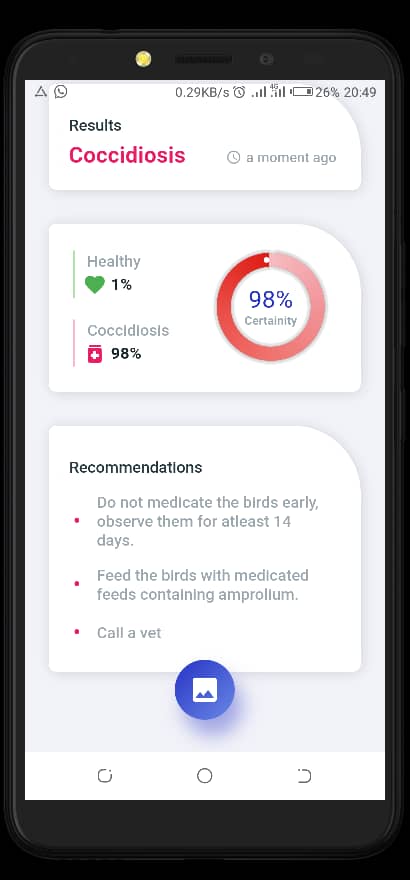 0.29KB/s 4G 26% 20:49
Results
Coccidiosis
a moment ago
Healthy
1%
98%
Certainity
Coccidiosis
98%
Recommendations
Do not medicate the birds early,
observe them for atleast 14
days.
Feed the birds with medicated
feeds containing amprolium.
Call a vet